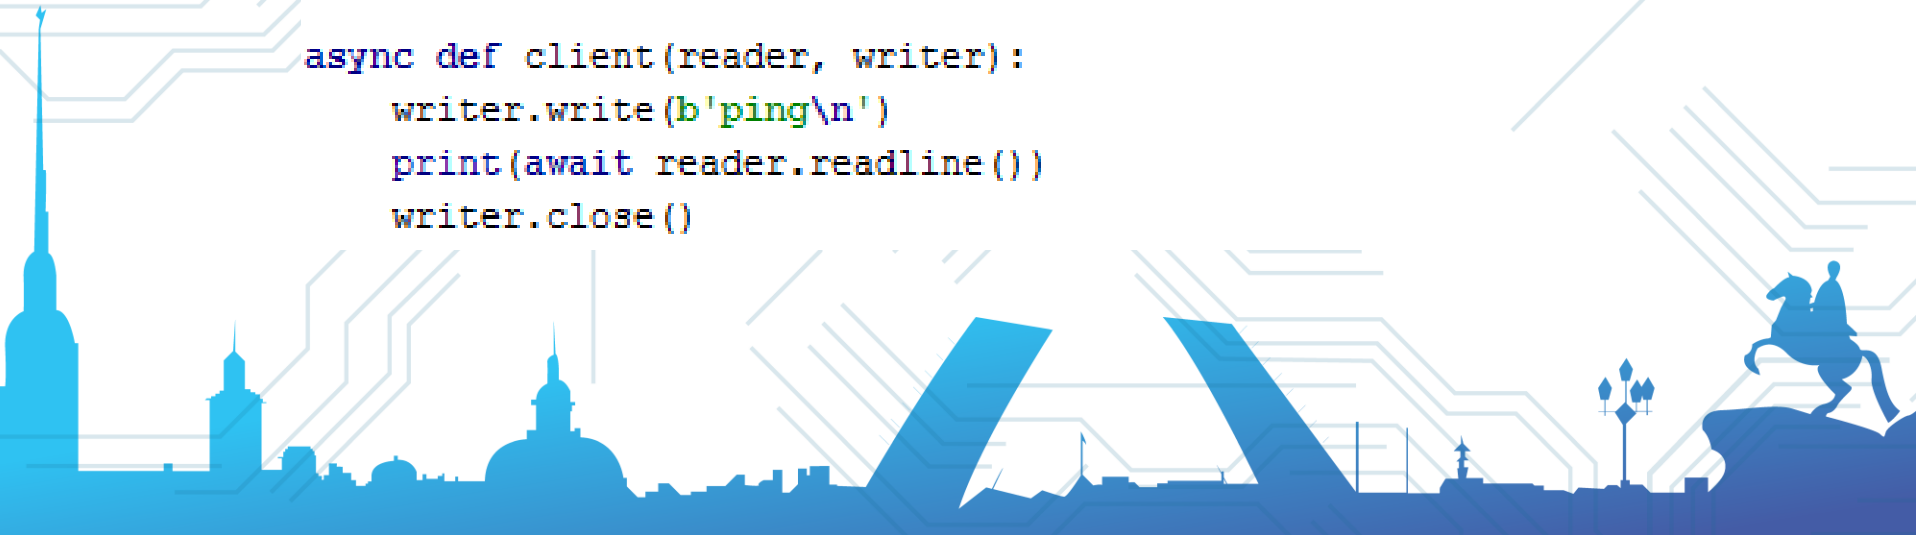 async def client(reader, writer):
    writer.write(b'ping\n')
    print(await reader.readline())
    writer.close()